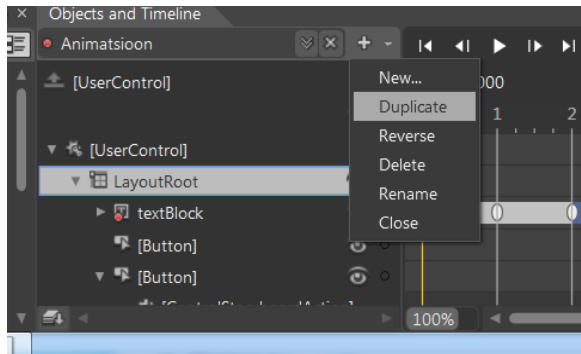 Objects and Timeline
Animatsioon
[UserControl]
000
New...
Duplicate
Reverse
Delete
Rename
Close
1 2
[UserControl]
LayoutRoot
textBlock
[Button]
[Button]
100%